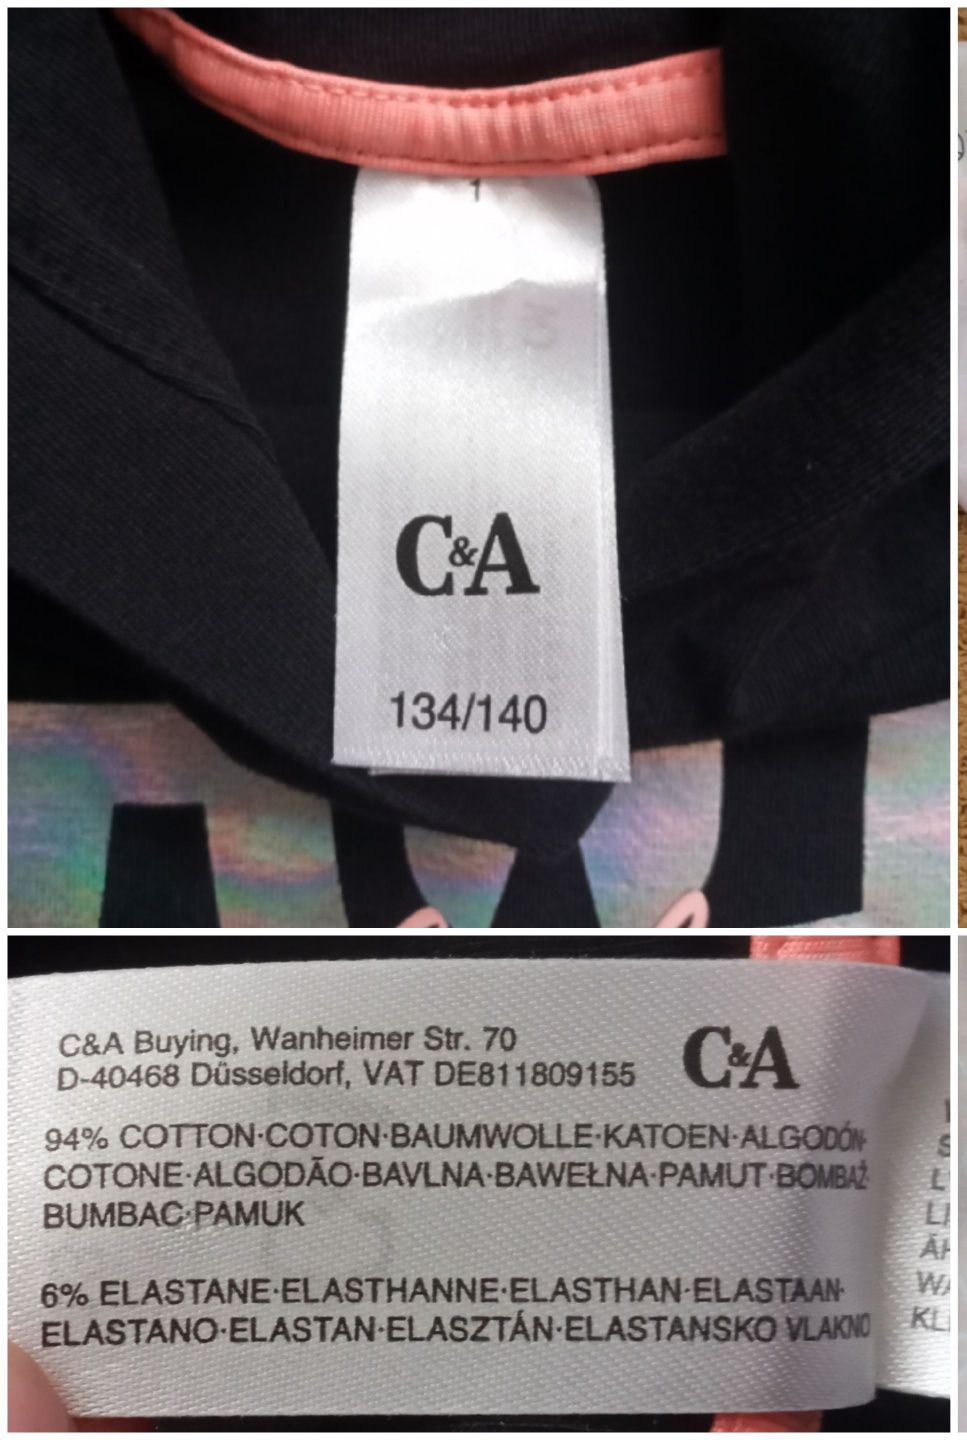 1
C&A
134/140
C&A Buying, Wanheimer Str. 70
D-40468 Düsseldorf, VAT DE811809155
C&A
94% COTTON·COTON·BAUMWOLLE·KATOEN·ALGODÓN·
COTONE·ALGODÃO·BAVLNA·BAWEŁNA·PAMUT·BOMBAŽ
BUMBAC·PAMUK
6% ELASTANE·ELASTHANNE·ELASTHAN·ELASTAAN·
ELASTANO·ELASTAN·ELASZTÁN·ELASTANSKO VLAKNO